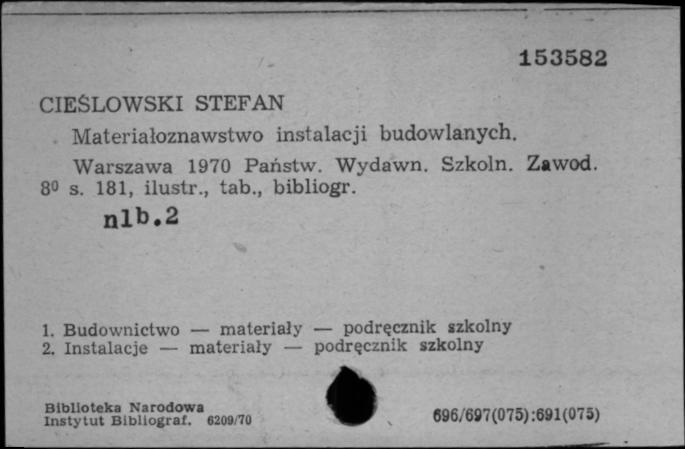 153582
CIEŚLOWSKI STEFAN
Materiałoznawstwo instalacji budowlanych.
Warszawa 1970 Państw. Wydawn. Szkoln. Zawod.
8⁰ s. 181, ilustr., tab., bibliogr.
nlb.2
1. Budownictwo — materiały — podręcznik szkolny
2. Instalacje — materiały — podręcznik szkolny
Biblioteka Narodowa
Instytut Bibliograf. 6209/70
696/697(075):691(075)